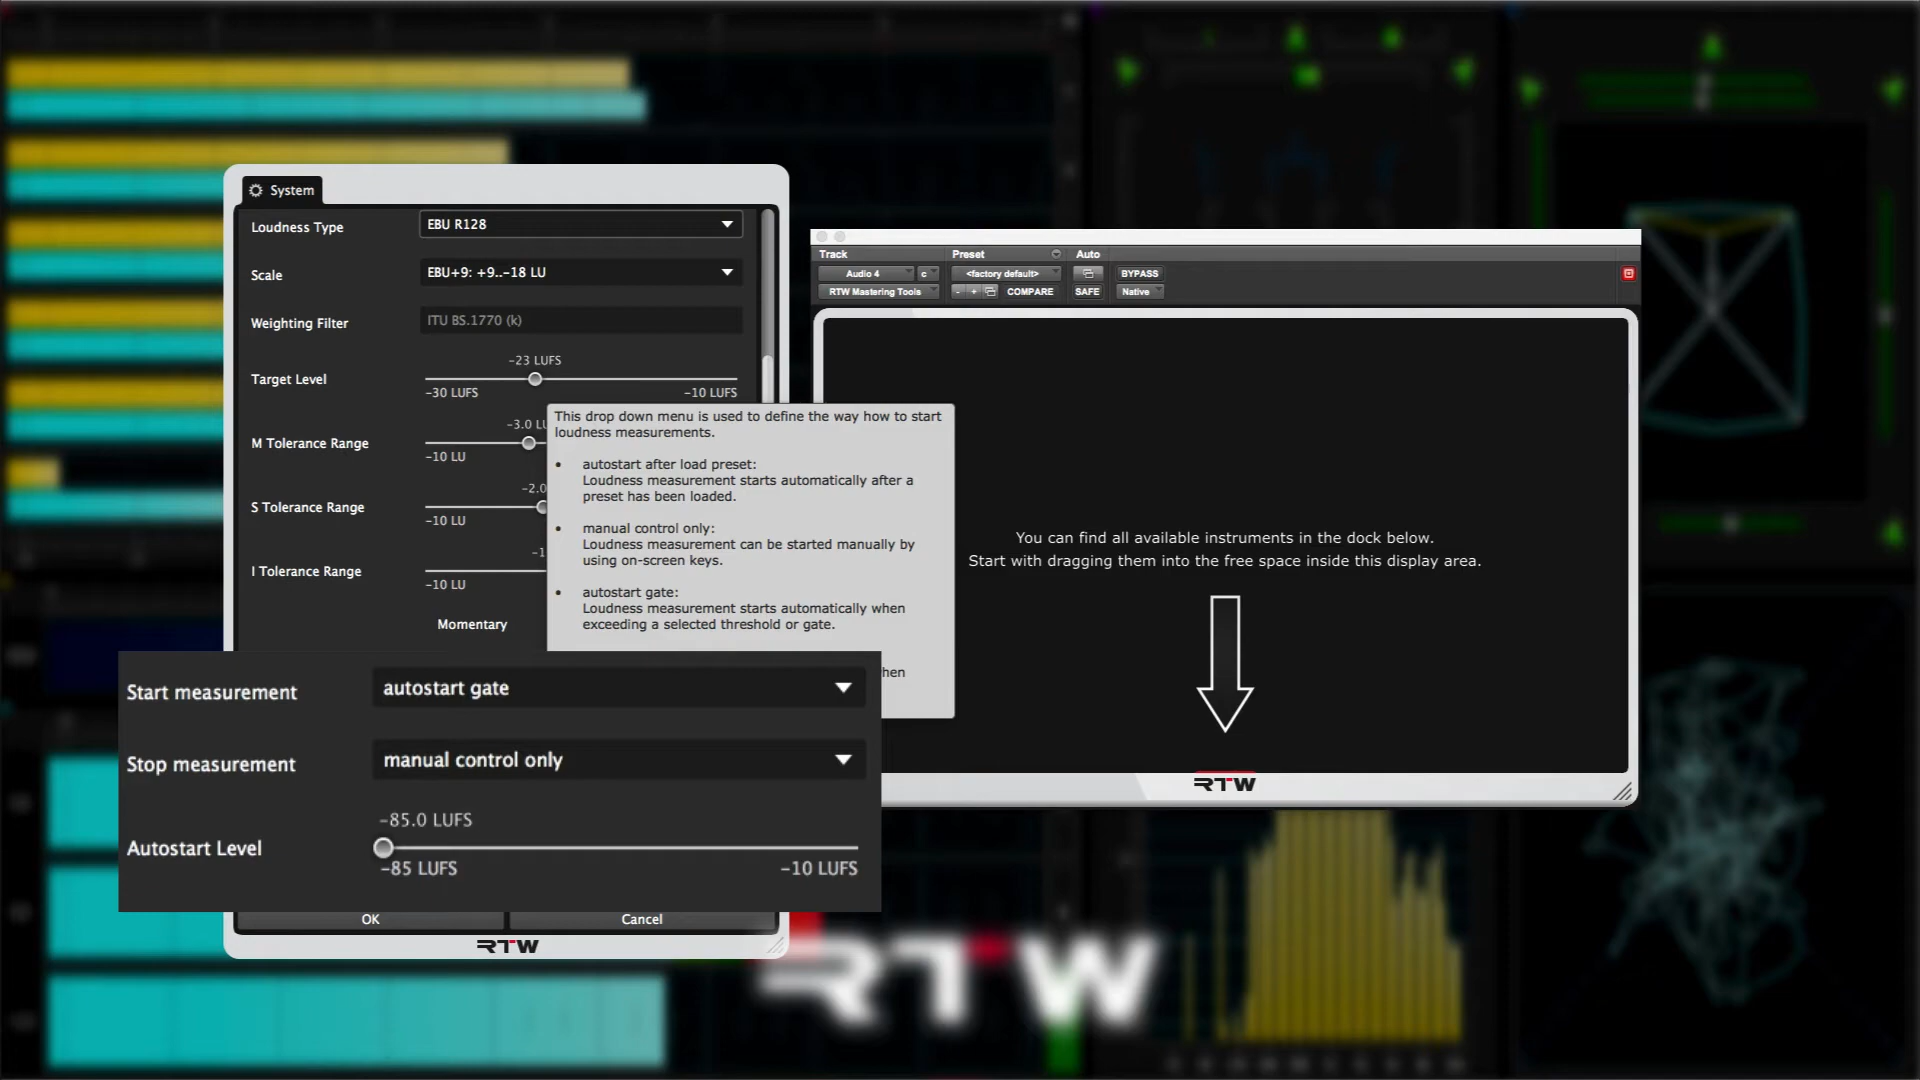 System
Loudness Type
EBU R128
Scale
EBU+9: +9..-18 LU
Weighting Filter
ITU BS.1770 (k)
-23 LUFS
Target Level
-30 LUFS
-10 LUFS
-3.0 LU
M Tolerance Range
-10 LU
-2.0
S Tolerance Range
-10 LU
-1
I Tolerance Range
-10 LU
Momentary
This drop down menu is used to define the way how to start
loudness measurements.
• autostart after load preset:
Loudness measurement starts automatically after a
preset has been loaded.
• manual control only:
Loudness measurement can be started manually by
using on-screen keys.
• autostart gate:
Loudness measurement starts automatically when
exceeding a selected threshold or gate.
Start measurement
autostart gate
Stop measurement
manual control only
-85.0 LUFS
Autostart Level
-85 LUFS
-10 LUFS
OK
Cancel
RTW
Track
Preset
Auto
Audio 4
c
<factory default>
BYPASS
RTW Mastering Tools
- +
COMPARE
SAFE
Native
You can find all available instruments in the dock below.
Start with dragging them into the free space inside this display area.
RTW
RTW